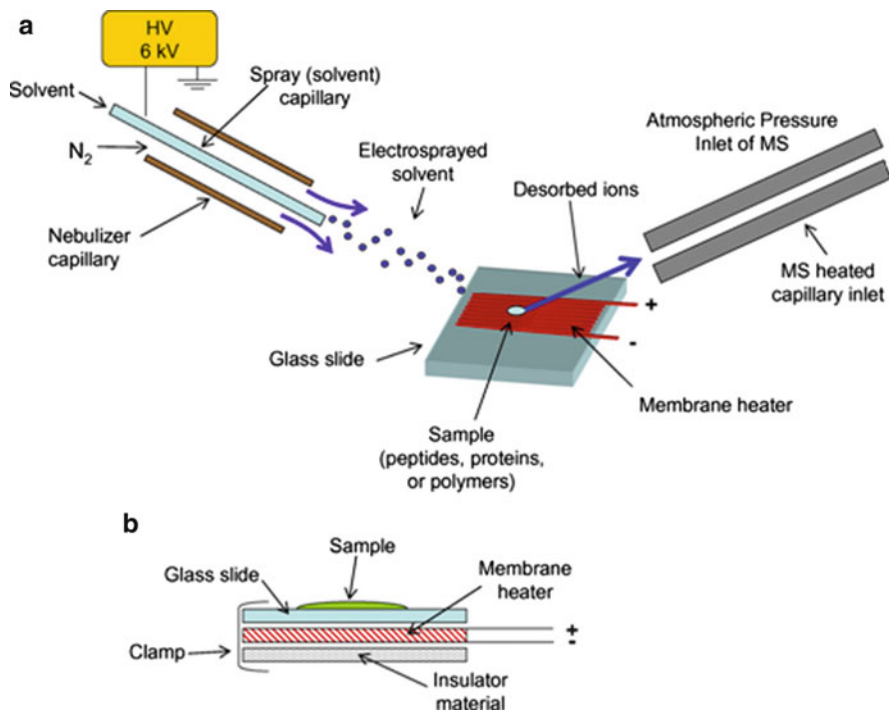 a
HV
6 kV
Solvent
Spray (solvent)
capillary
N2
Nebulizer
capillary
Electrosprayed
solvent
Desorbed ions
Atmospheric Pressure
Inlet of MS
MS heated
capillary inlet
+
-
Glass slide
Membrane heater
Sample
(peptides, proteins,
or polymers)
b
Sample
Glass slide
Membrane
heater
+
-
Clamp
Insulator
material